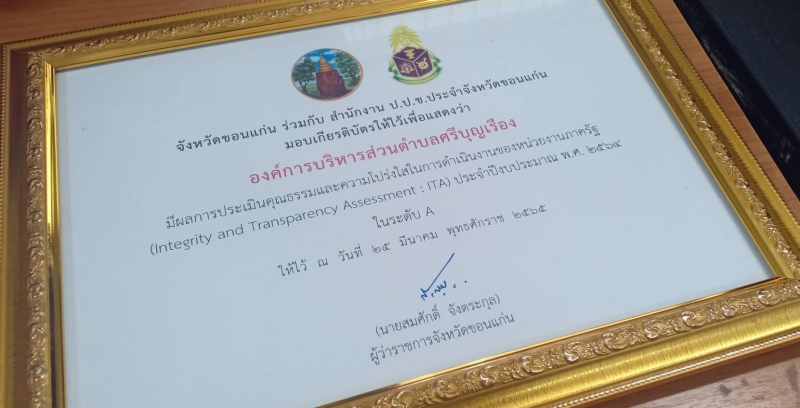 จังหวัดขอนแก่น ร่วมกับ สำนักงาน ป.ป.ช.ประจำจังหวัดขอนแก่น
มอบเกียรติบัตรให้ไว้เพื่อแสดงว่า
องค์การบริหารส่วนตำบลศรีบุญเรือง
มีผลการประเมินคุณธรรมและความโปร่งใสในการดำเนินงานของหน่วยงานภาครัฐ
(Integrity and Transparency Assessment : ITA) ประจำปีงบประมาณ พ.ศ. ๒๕๖๔
ในระดับ A
ให้ไว้ ณ วันที่ ๒๕ มีนาคม พุทธศักราช ๒๕๖๕
(นายสมศักดิ์ จังตระกุล)
ผู้ว่าราชการจังหวัดขอนแก่น